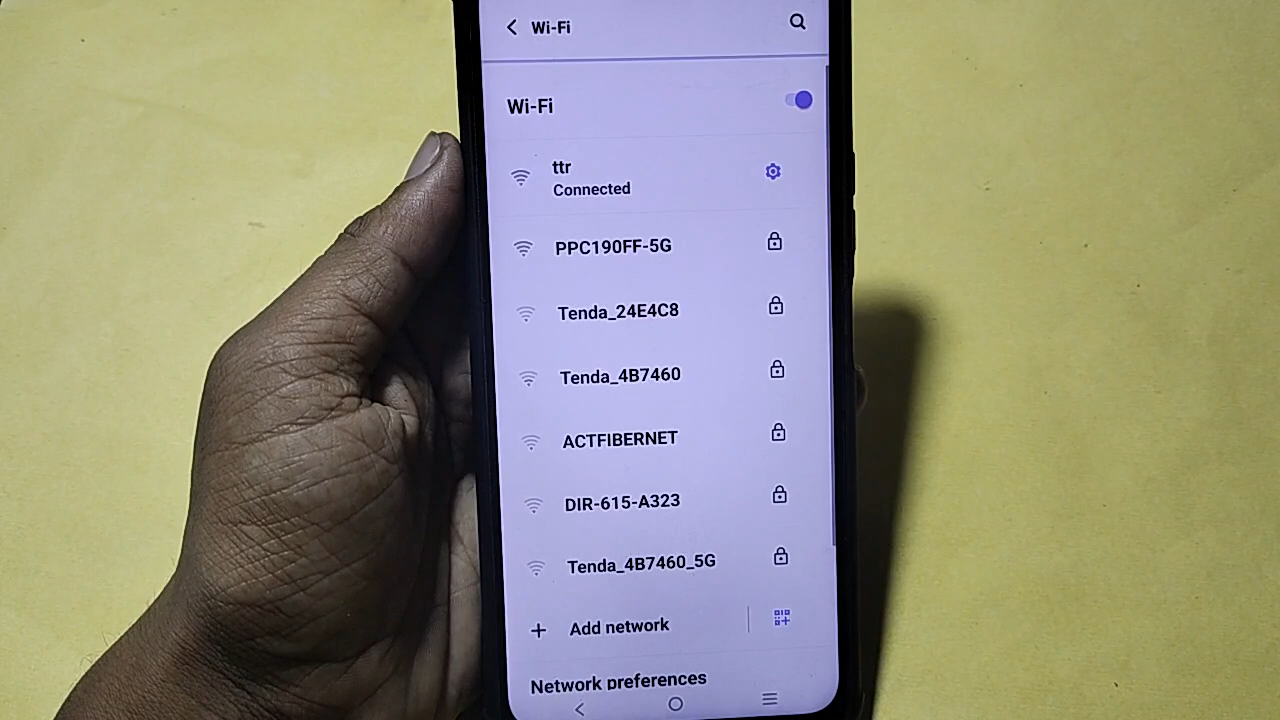 Wi-Fi
Wi-Fi
ttr
Connected
PPC190FF-5G
Tenda_24E4C8
Tenda_4B7460
ACTFIBERNET
DIR-615-A323
Tenda_4B7460_5G
Add network
Network preferences